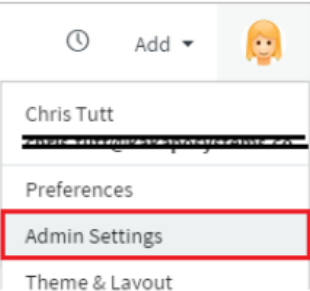 Add
Chris Tutt
Preferences
Admin Settings
Theme & Layout